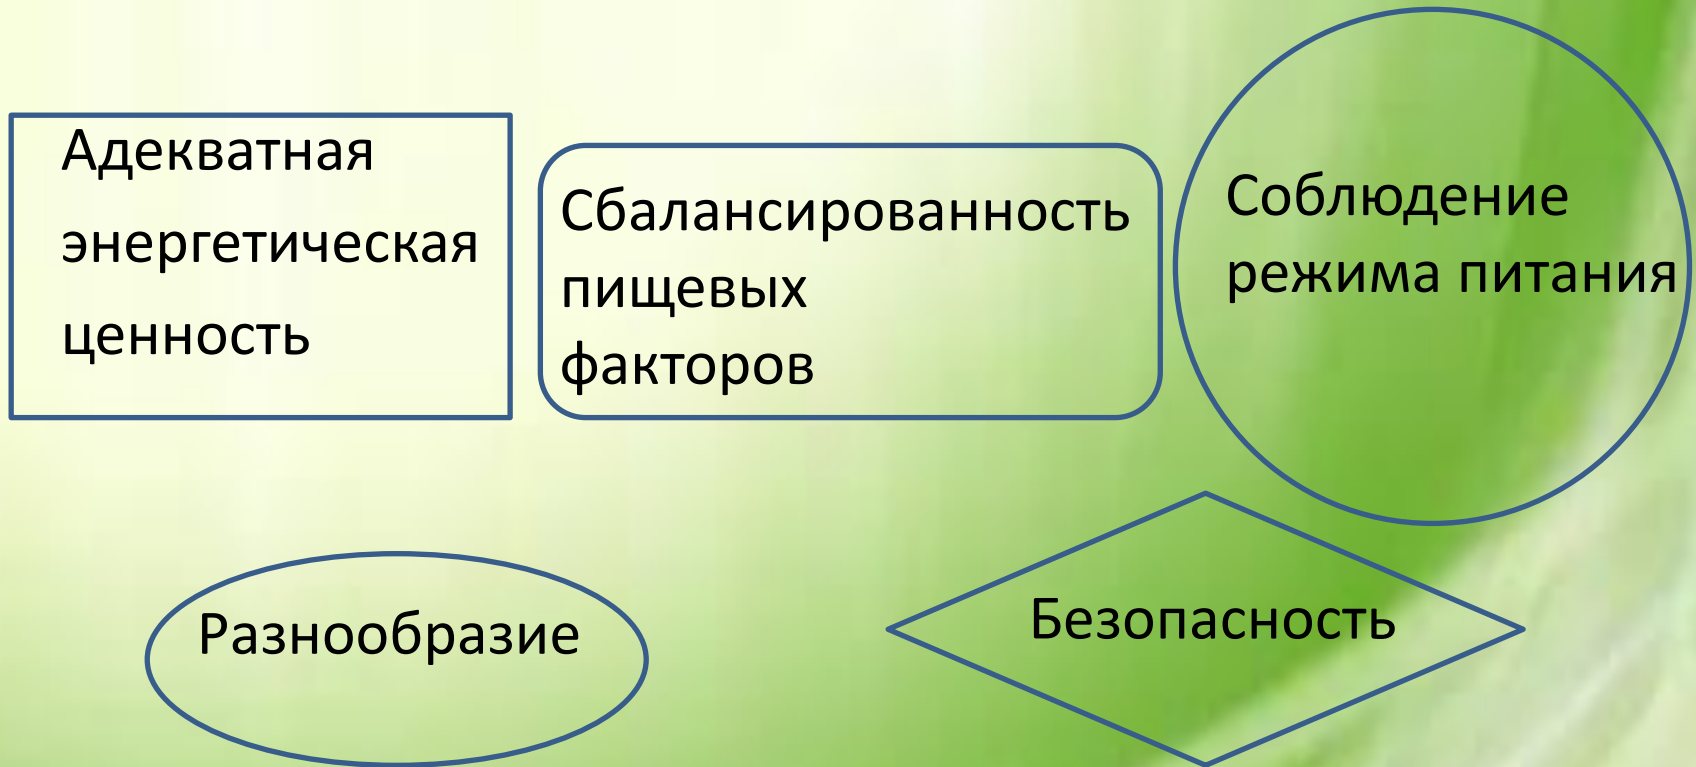 Адекватная
энергетическая
ценность
Сбалансированность
пищевых
факторов
Соблюдение
режима питания
Разнообразие
Безопасность